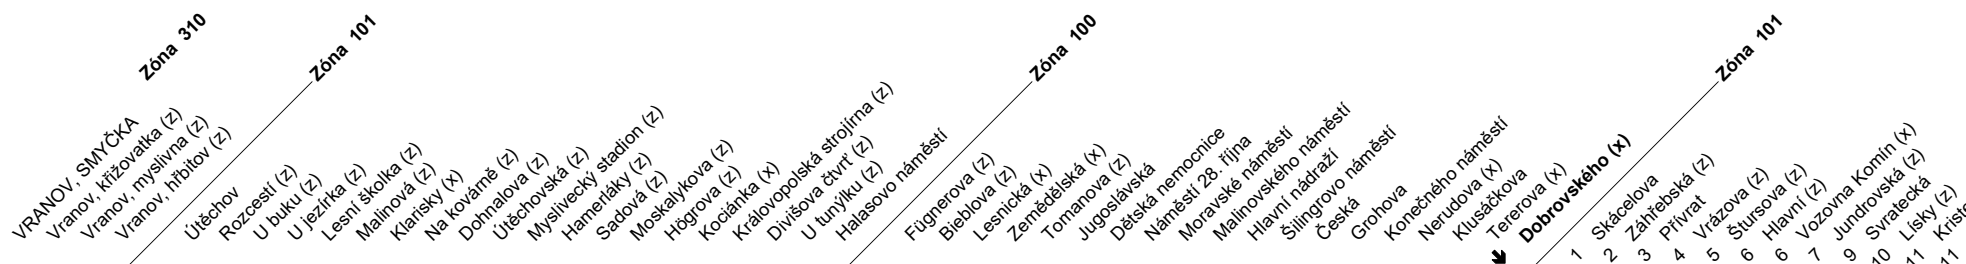 Zóna 310
VRANOV, SMYČKA
Vranov, křižovatka (z)
Vranov, myslivna (z)
Vranov, hřbitov (z)
Zóna 101
Útěchov
Rozcestí (z)
U buku (z)
U jezírka (z)
Lesní školka (z)
Malinová (z)
Klarisky (x)
Na kovárně (z)
Dohnalova (z)
Útěchovská (z)
Myslivecký stadion (z)
Hamerláky (z)
Sadová (z)
Moskalykova (z)
Högrova (z)
Kociánka (x)
Královopolská strojírna (z)
Divišova čtvrť (z)
U tunýlku (z)
Halasovo náměstí
Zóna 100
Fügnerova (z)
Bieblova (z)
Lesnická (x)
Zemědělská (x)
Tomanova (z)
Jugoslávská
Dětská nemocnice
Náměstí 28. října
Moravské náměstí
Malinovského náměstí
Hlavní nádraží
Šilingrovo náměstí
Česká
Grohova
Konečného náměstí
Nerudova (x)
Klusáčkova
Tererova (x)
Dobrovského (x)
Zóna 101
1 Skácelova
2 Záhřebská (z)
3 Přívrat
4 Vrázova (z)
5 Štursova (z)
6 Hlavní (z)
6 Vozovna Komín (x)
7 Jundrovská (z)
9 Svratecká
10 Lísky (z)
11
11